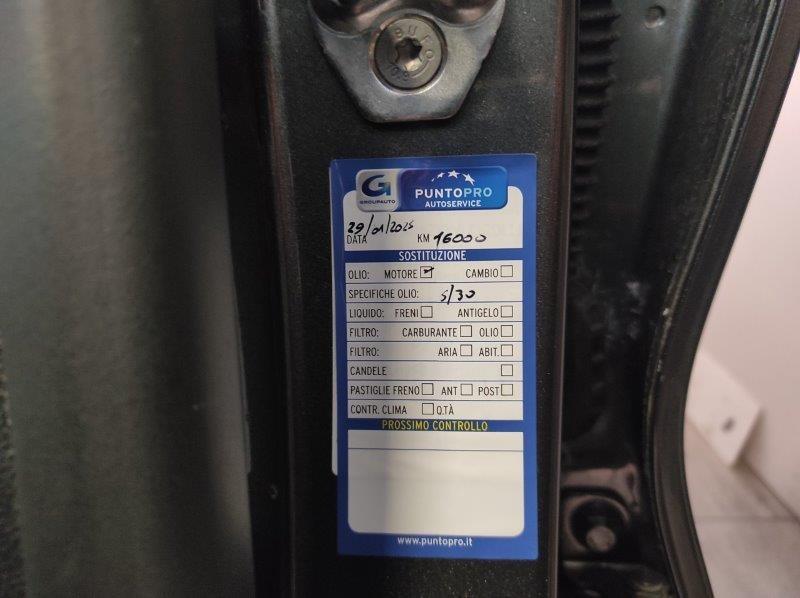 BUFO
G PUNTOPRO
GROUPAUTO AUTOSERVICE
29/01/2025
DATA KM 16000
SOSTITUZIONE
OLIO: MOTORE CAMBIO
SPECIFICHE OLIO: 5/30
LIQUIDO: FRENI ANTIGELO
FILTRO: CARBURANTE OLIO
FILTRO: ARIA ABIT.
CANDELE
PASTIGLIE FRENO ANT POST
CONTR. CLIMA Q.TÀ
PROSSIMO CONTROLLO
www.puntopro.it